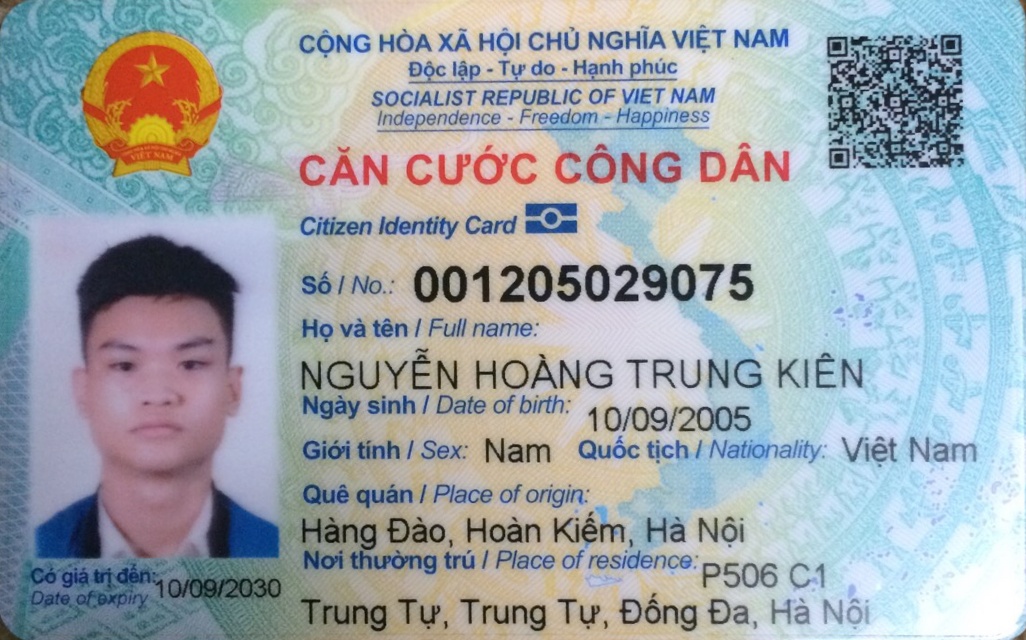 CỘNG HÒA XÃ HỘI CHỦ NGHĨA VIỆT NAM
Độc lập - Tự do - Hạnh phúc
SOCIALIST REPUBLIC OF VIET NAM
Independence - Freedom - Happiness
VIỆT NAM
CĂN CƯỚC CÔNG DÂN
Citizen Identity Card
Số / No.: 001205029075
Họ và tên / Full name:
NGUYỄN HOÀNG TRUNG KIÊN
Ngày sinh / Date of birth: 10/09/2005
Giới tính / Sex: Nam Quốc tịch / Nationality: Việt Nam
Quê quán / Place of origin:
Hàng Đào, Hoàn Kiếm, Hà Nội
Nơi thường trú / Place of residence: P506 C1
Trung Tự, Trung Tự, Đống Đa, Hà Nội
Có giá trị đến: 10/09/2030
Date of expiry